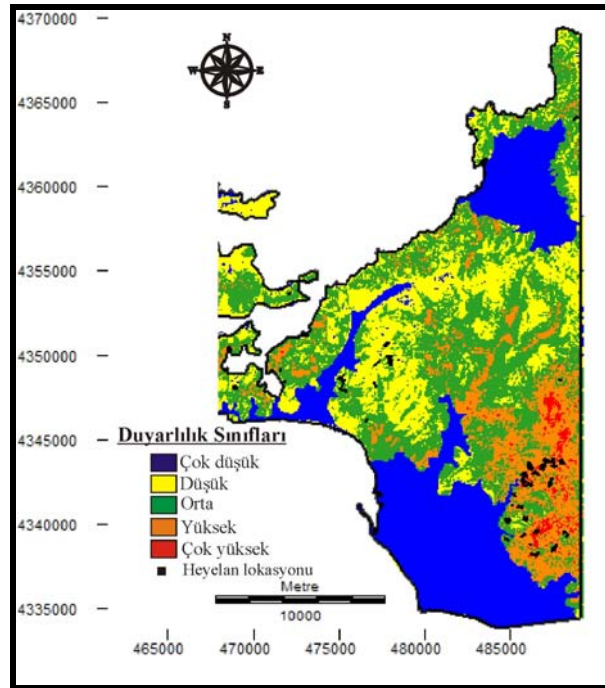 4370000
4365000
4360000
4355000
4350000
4345000
4340000
4335000
N
W
E
S
Duyarlılık Sınıfları
Çok düşük
Düşük
Orta
Yüksek
Çok yüksek
Heyelan lokasyonu
Metre
10000
465000 470000 475000 480000 485000